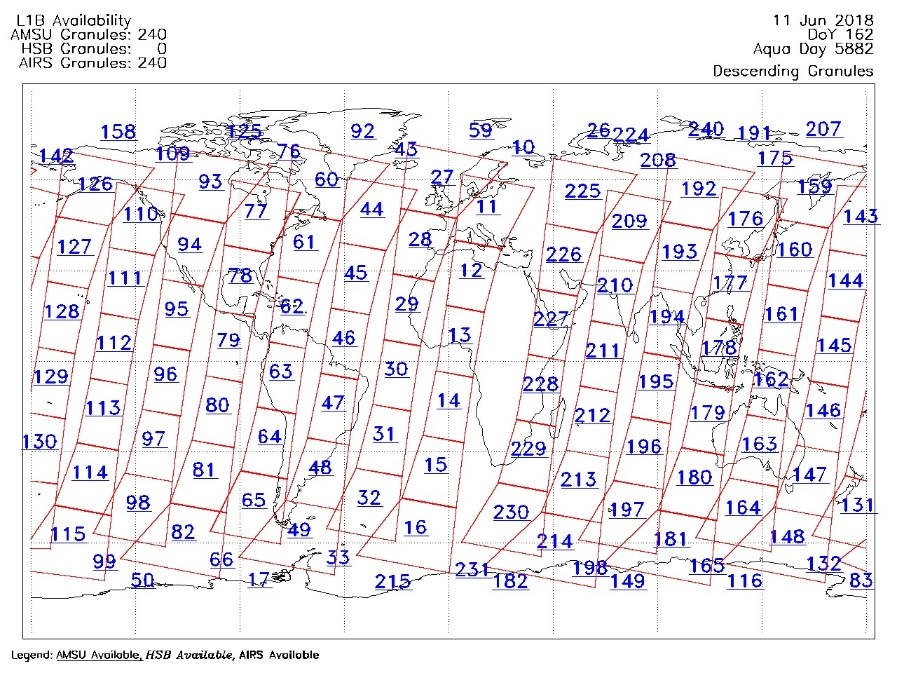 L1B Availability
AMSU Granules: 240
HSB Granules: 0
AIRS Granules: 240
11 Jun 2018
DoY 162
Aqua Day 5882
Descending Granules
158 125 92 59 26 224 240 191 207
142 109 76 43 10 208 175
126 93 60 27 225 192 159
110 77 44 11 209 176 143
127 94 61 28 226 193 160
111 78 45 12 210 177 144
128 95 62 29 227 194 161
112 79 46 13 211 178 145
129 96 63 30 228 195 162
113 80 47 14 212 179 146
130 97 64 31 229 196 163
114 81 48 15 213 180 147
98 65 32 230 197 164 131
115 82 49 16 214 181 148
99 66 33 231 198 165 132
50 17 215 182 149 116 83
Legend: AMSU Available, HSB Available, AIRS Available